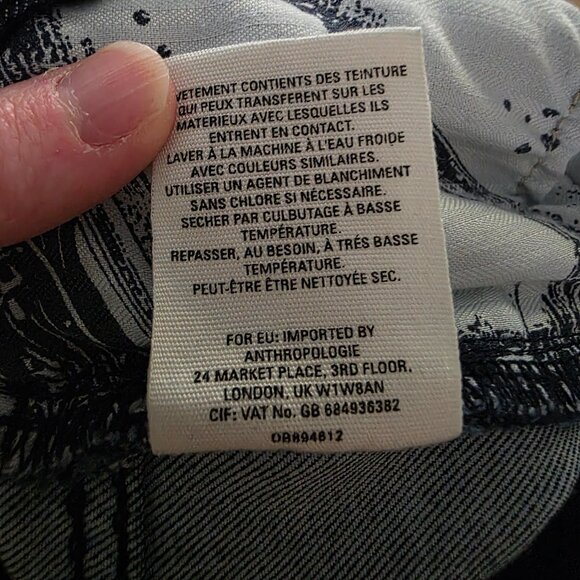 VETEMENT CONTIENTS DES TEINTURE
QUI PEUX TRANSFERENT SUR LES
MATERIEUX AVEC LESQUELLES ILS
ENTRENT EN CONTACT.
LAVER À LA MACHINE À L'EAU FROIDE
AVEC COULEURS SIMILAIRES.
UTILISER UN AGENT DE BLANCHIMENT
SANS CHLORE SI NÉCESSAIRE.
SECHER PAR CULBUTAGE À BASSE
TEMPÉRATURE.
REPASSER, AU BESOIN, À TRÉS BASSE
TEMPÉRATURE
PEUT-ÊTRE ÊTRE NETTOYÉE SEC.
FOR EU: IMPORTED BY
ANTHROPOLOGIE
24 MARKET PLACE, 3RD FLOOR.
LONDON, UK W1W8AN
CIF: VAT No. GB 684936382
OB894612